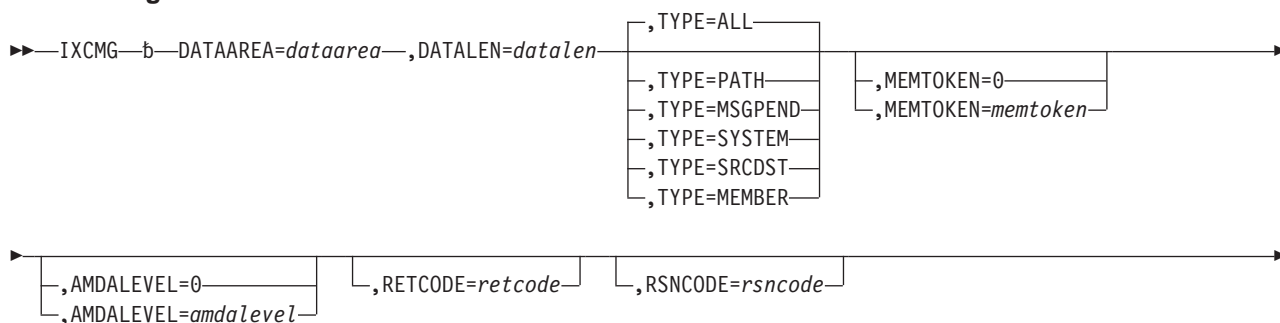 ,TYPE=ALL
IXCMG ƀ DATAAREA=dataarea ,DATALEN=datalen
,TYPE=PATH
,TYPE=MSGPEND
,TYPE=SYSTEM
,TYPE=SRCDST
,TYPE=MEMBER
,MEMTOKEN=0
,MEMTOKEN=memtoken
,AMDALEVEL=0
,AMDALEVEL=amdalevel
,RETCODE=retcode
,RSNCODE=rsncode